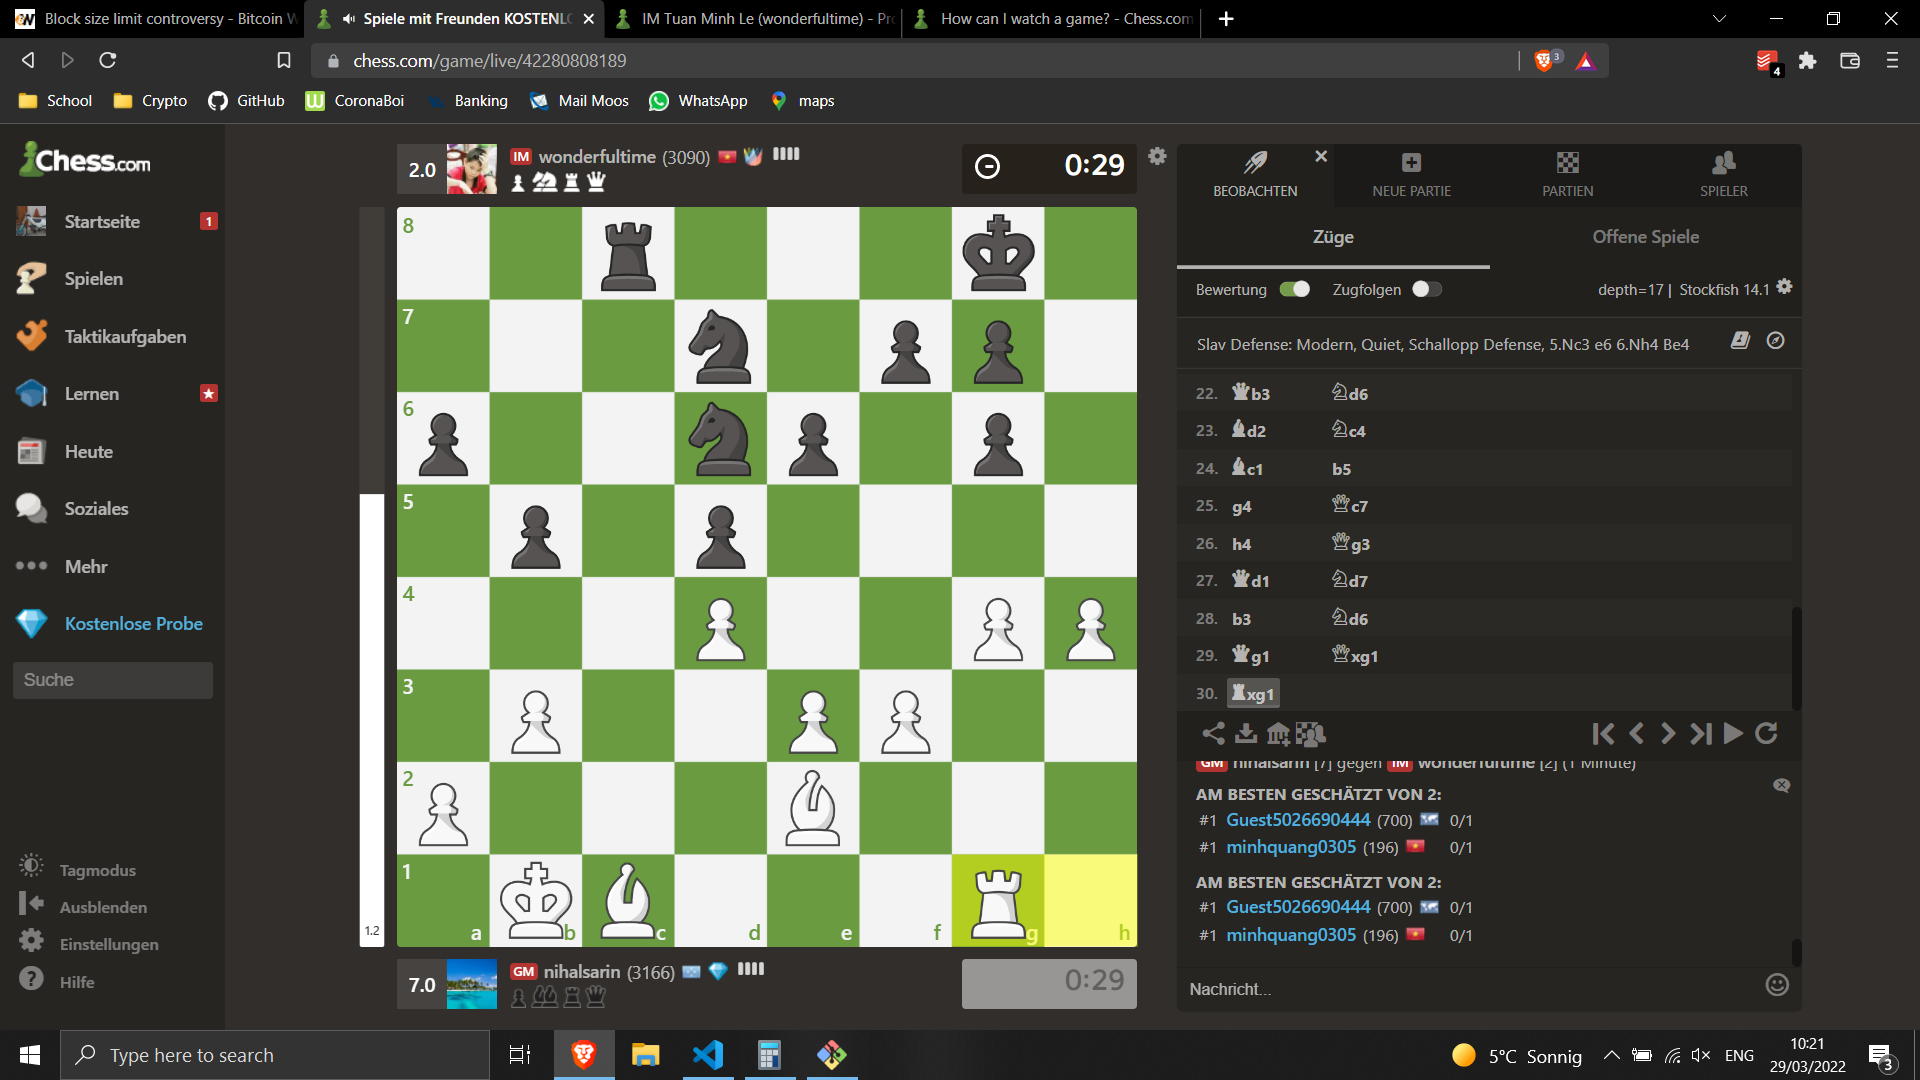 Block size limit controversy - Bitcoin W
Spiele mit Freunden KOSTENLO
IM Tuan Minh Le (wonderfultime) - Pr
How can I watch a game? - Chess.com
chess.com/game/live/42280808189
3
4
School
Crypto
GitHub
CoronaBoi
Banking
Mail Moos
WhatsApp
maps
Chess.com
Startseite
1
Spielen
Taktikaufgaben
Lernen
Heute
Soziales
Mehr
Kostenlose Probe
Suche
Tagmodus
Ausblenden
Einstellungen
Hilfe
2.0
IM wonderfultime (3090)
0:29
8
7
6
5
4
3
2
1
a b c d e f g h
1.2
7.0
GM nihalsarin (3166)
0:29
BEOBACHTEN
NEUE PARTIE
PARTIEN
SPIELER
Züge
Offene Spiele
Bewertung
Zugfolgen
depth=17 | Stockfish 14.1
Slav Defense: Modern, Quiet, Schallopp Defense, 5.Nc3 e6 6.Nh4 Be4
22. b3 d6
23. d2 c4
24. c1 b5
25. g4 c7
26. h4 g3
27. d1 d7
28. b3 d6
29. g1 xg1
30. xg1
GM nihalsarin [7] gegen IM wonderfultime [2] (1 Minute)
AM BESTEN GESCHÄTZT VON 2:
#1 Guest5026690444 (700) 0/1
#1 minhquang0305 (196) 0/1
AM BESTEN GESCHÄTZT VON 2:
#1 Guest5026690444 (700) 0/1
#1 minhquang0305 (196) 0/1
Nachricht...
Type here to search
5°C Sonnig
ENG
10:21
29/03/2022
3